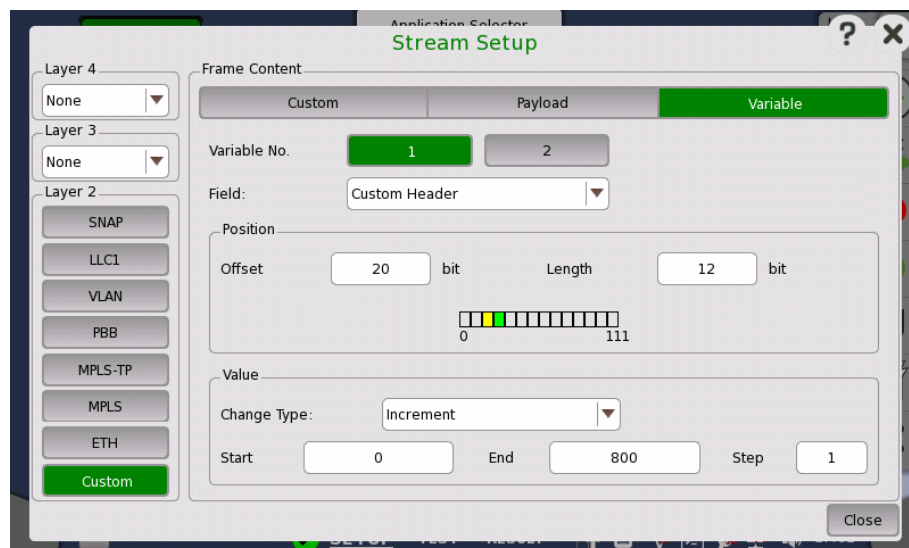 Application Selector
Stream Setup
?
Layer 4
None
Layer 3
None
Layer 2
SNAP
LLC1
VLAN
PBB
MPLS-TP
MPLS
ETH
Custom
Frame Content
Custom Payload Variable
Variable No. 1 2
Field: Custom Header
Position
Offset 20 bit Length 12 bit
0 111
Value
Change Type: Increment
Start 0 End 800 Step 1
Close